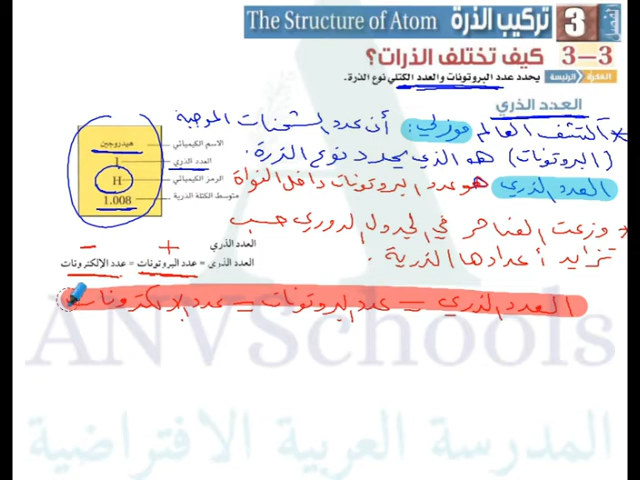 الفصل 3 تركيب الذرة The Structure of Atom
3-3 كيف تختلف الذرات؟
الفكرة الرئيسة يحدد عدد البروتونات والعدد الكتلي نوع الذرة.
العدد الذري
* اكتشف العالم موزلي: أن عدد الشحنات الموجبة
(البروتونات) هو الذي يحدد نوع الذرة.
العدد الذري هو عدد البروتونات داخل النواة
* وزعت العناصر في الجدول الدوري حسب
تزايد أعدادها الذرية.
الاسم الكيميائي هيدروجين
العدد الذري 1
الرمز الكيميائي H
متوسط الكتلة الذرية 1.008
العدد الذري + −
العدد الذري = عدد البروتونات = عدد الإلكترونات
العدد الذري = عدد البروتونات = عدد الالكترونات
ANVSchools
المدرسة العربية الافتراضية